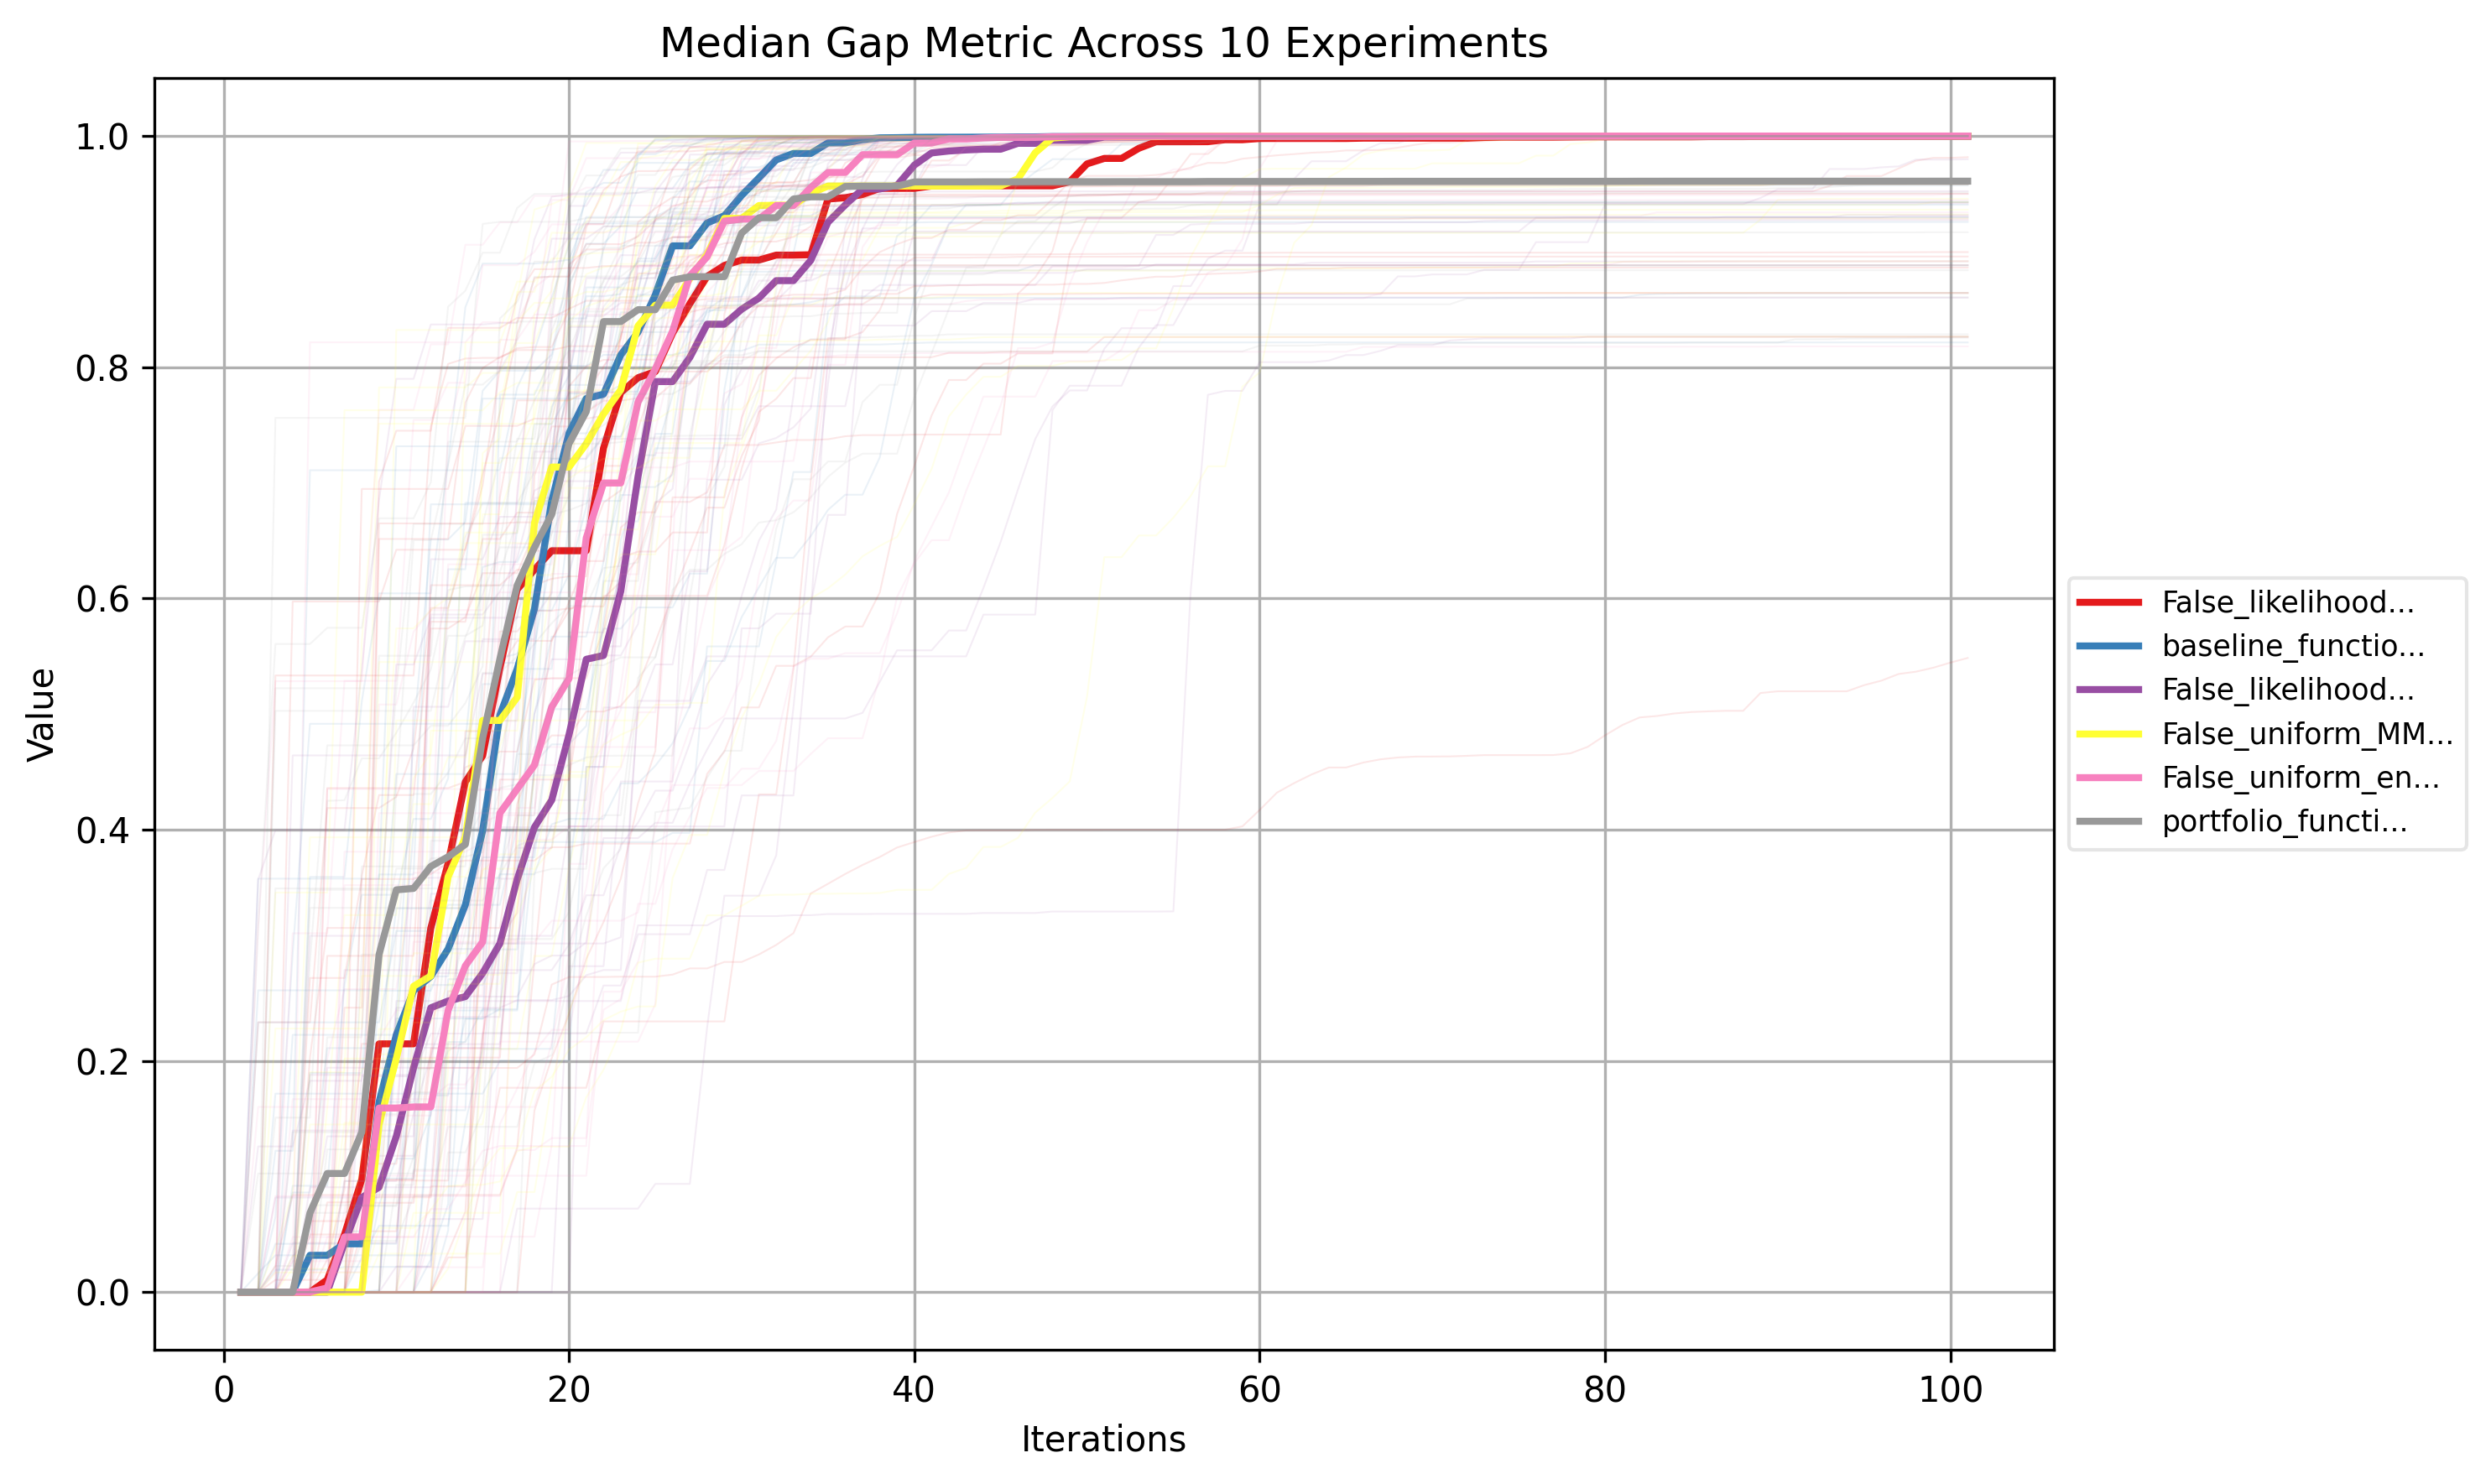 Median Gap Metric Across 10 Experiments
1.0
0.8
0.6
0.4
0.2
0.0
Value
0 20 40 60 80 100
Iterations
False_likelihood...
baseline_functio...
False_likelihood...
False_uniform_MM...
False_uniform_en...
portfolio_functi...